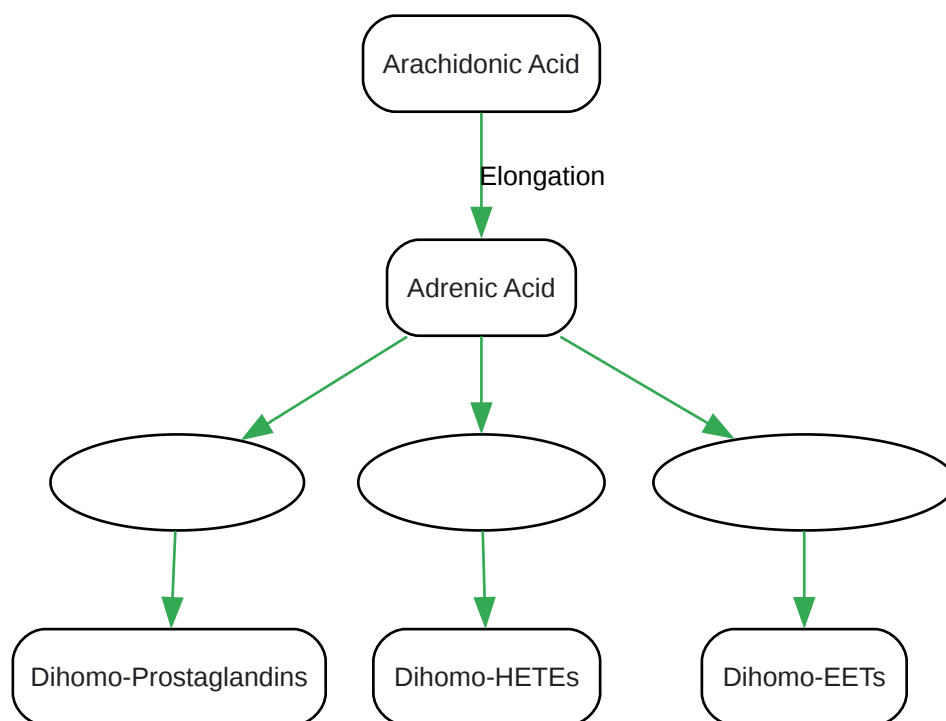 Arachidonic Acid
Elongation
Adrenic Acid
Dihomo-Prostaglandins
Dihomo-HETEs
Dihomo-EETs